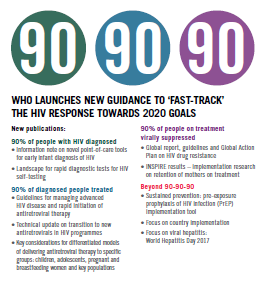 90 90 90
WHO LAUNCHES NEW GUIDANCE TO ‘FAST-TRACK’
THE HIV RESPONSE TOWARDS 2020 GOALS
New publications:
90% of people with HIV diagnosed
• Information note on novel point-of-care tools
for early infant diagnosis of HIV
• Landscape for rapid diagnostic tests for HIV
self-testing
90% of diagnosed people treated
• Guidelines for managing advanced
HIV disease and rapid initiation of
antiretroviral therapy
• Technical update on transition to new
antiretrovirals in HIV programmes
• Key considerations for differentiated models
of delivering antiretroviral therapy to specific
groups: children, adolescents, pregnant and
breastfeeding women and key populations
90% of people on treatment
virally suppressed
• Global report, guidelines and Global Action
Plan on HIV drug resistance
• INSPIRE results – Implementation research
on retention of mothers on treatment
Beyond 90-90-90
• Sustained prevention: pre-exposure
prophylaxis of HIV infection (PrEP)
implementation tool
• Focus on country implementation
• Focus on viral hepatitis:
World Hepatitis Day 2017